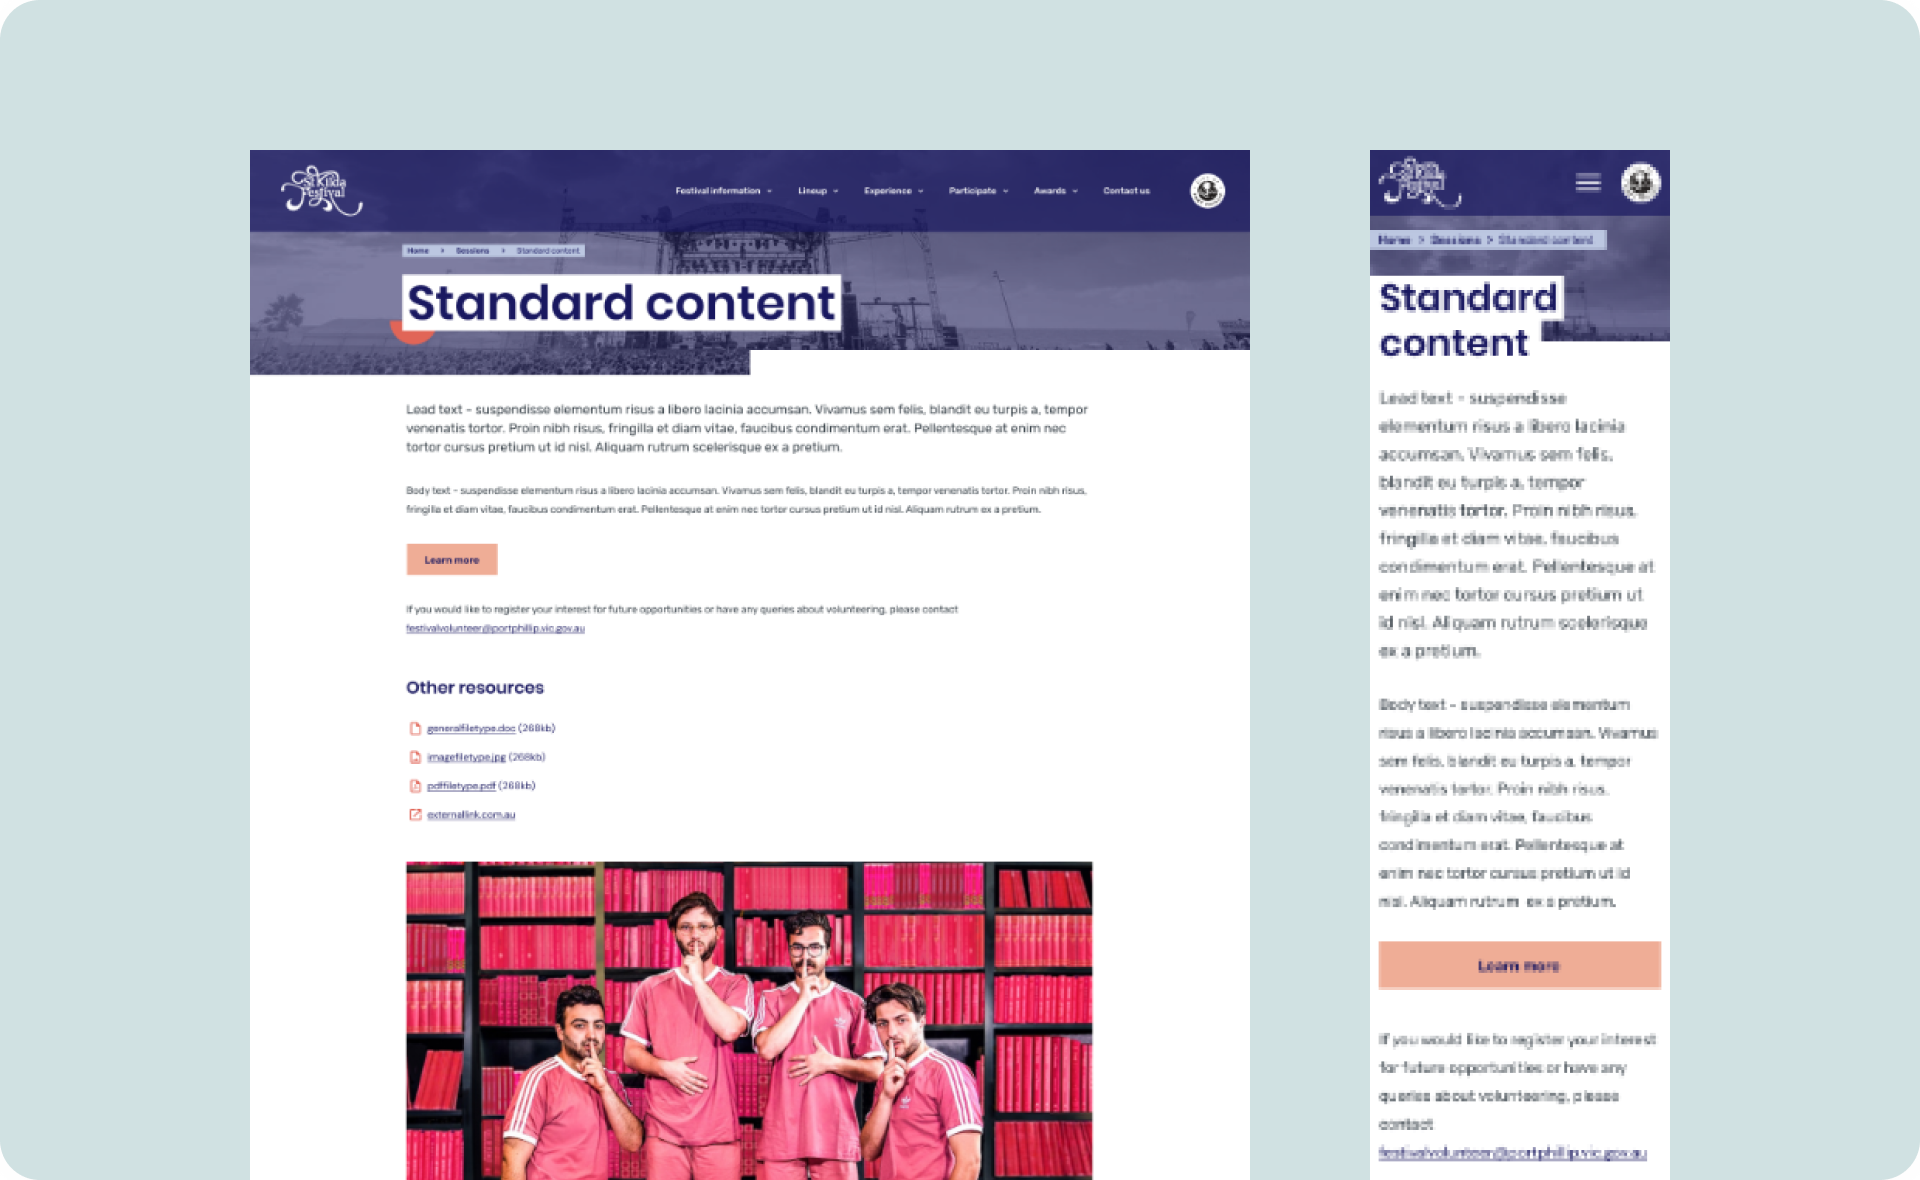 St Kilda
Festival
Festival information
Lineup
Experience
Participate
Awards
Contact us
Home > Sessions > Standard content
Standard content
Lead text - suspendisse elementum risus a libero lacinia accumsan. Vivamus sem felis, blandit eu turpis a, tempor
venenatis tortor. Proin nibh risus, fringilla et diam vitae, faucibus condimentum erat. Pellentesque at enim nec
tortor cursus pretium ut id nisl. Aliquam rutrum scelerisque ex a pretium.
Body text - suspendisse elementum risus a libero lacinia accumsan. Vivamus sem felis, blandit eu turpis a, tempor venenatis tortor. Proin nibh risus,
fringilla et diam vitae, faucibus condimentum erat. Pellentesque at enim nec tortor cursus pretium ut id nisl. Aliquam rutrum ex a pretium.
Learn more
If you would like to register your interest for future opportunities or have any queries about volunteering, please contact
festivalvolunteer@portphillip.vic.gov.au
Other resources
generalfiletype.doc (268kb)
imagefiletype.jpg (268kb)
pdffiletype.pdf (268kb)
externallink.com.au
St Kilda
Festival
Home > Sessions > Standard content
Standard
content
Lead text - suspendisse
elementum risus a libero lacinia
accumsan. Vivamus sem felis,
blandit eu turpis a, tempor
venenatis tortor. Proin nibh risus,
fringilla et diam vitae, faucibus
condimentum erat. Pellentesque at
enim nec tortor cursus pretium ut
id nisl. Aliquam rutrum scelerisque
ex a pretium.
Body text - suspendisse elementum
risus a libero lacinia accumsan. Vivamus
sem felis, blandit eu turpis a, tempor
venenatis tortor. Proin nibh risus,
fringilla et diam vitae, faucibus
condimentum erat. Pellentesque at
enim nec tortor cursus pretium ut id
nisl. Aliquam rutrum ex a pretium.
Learn more
If you would like to register your interest
for future opportunities or have any
queries about volunteering, please
contact
festivalvolunteer@portphillip.vic.gov.au